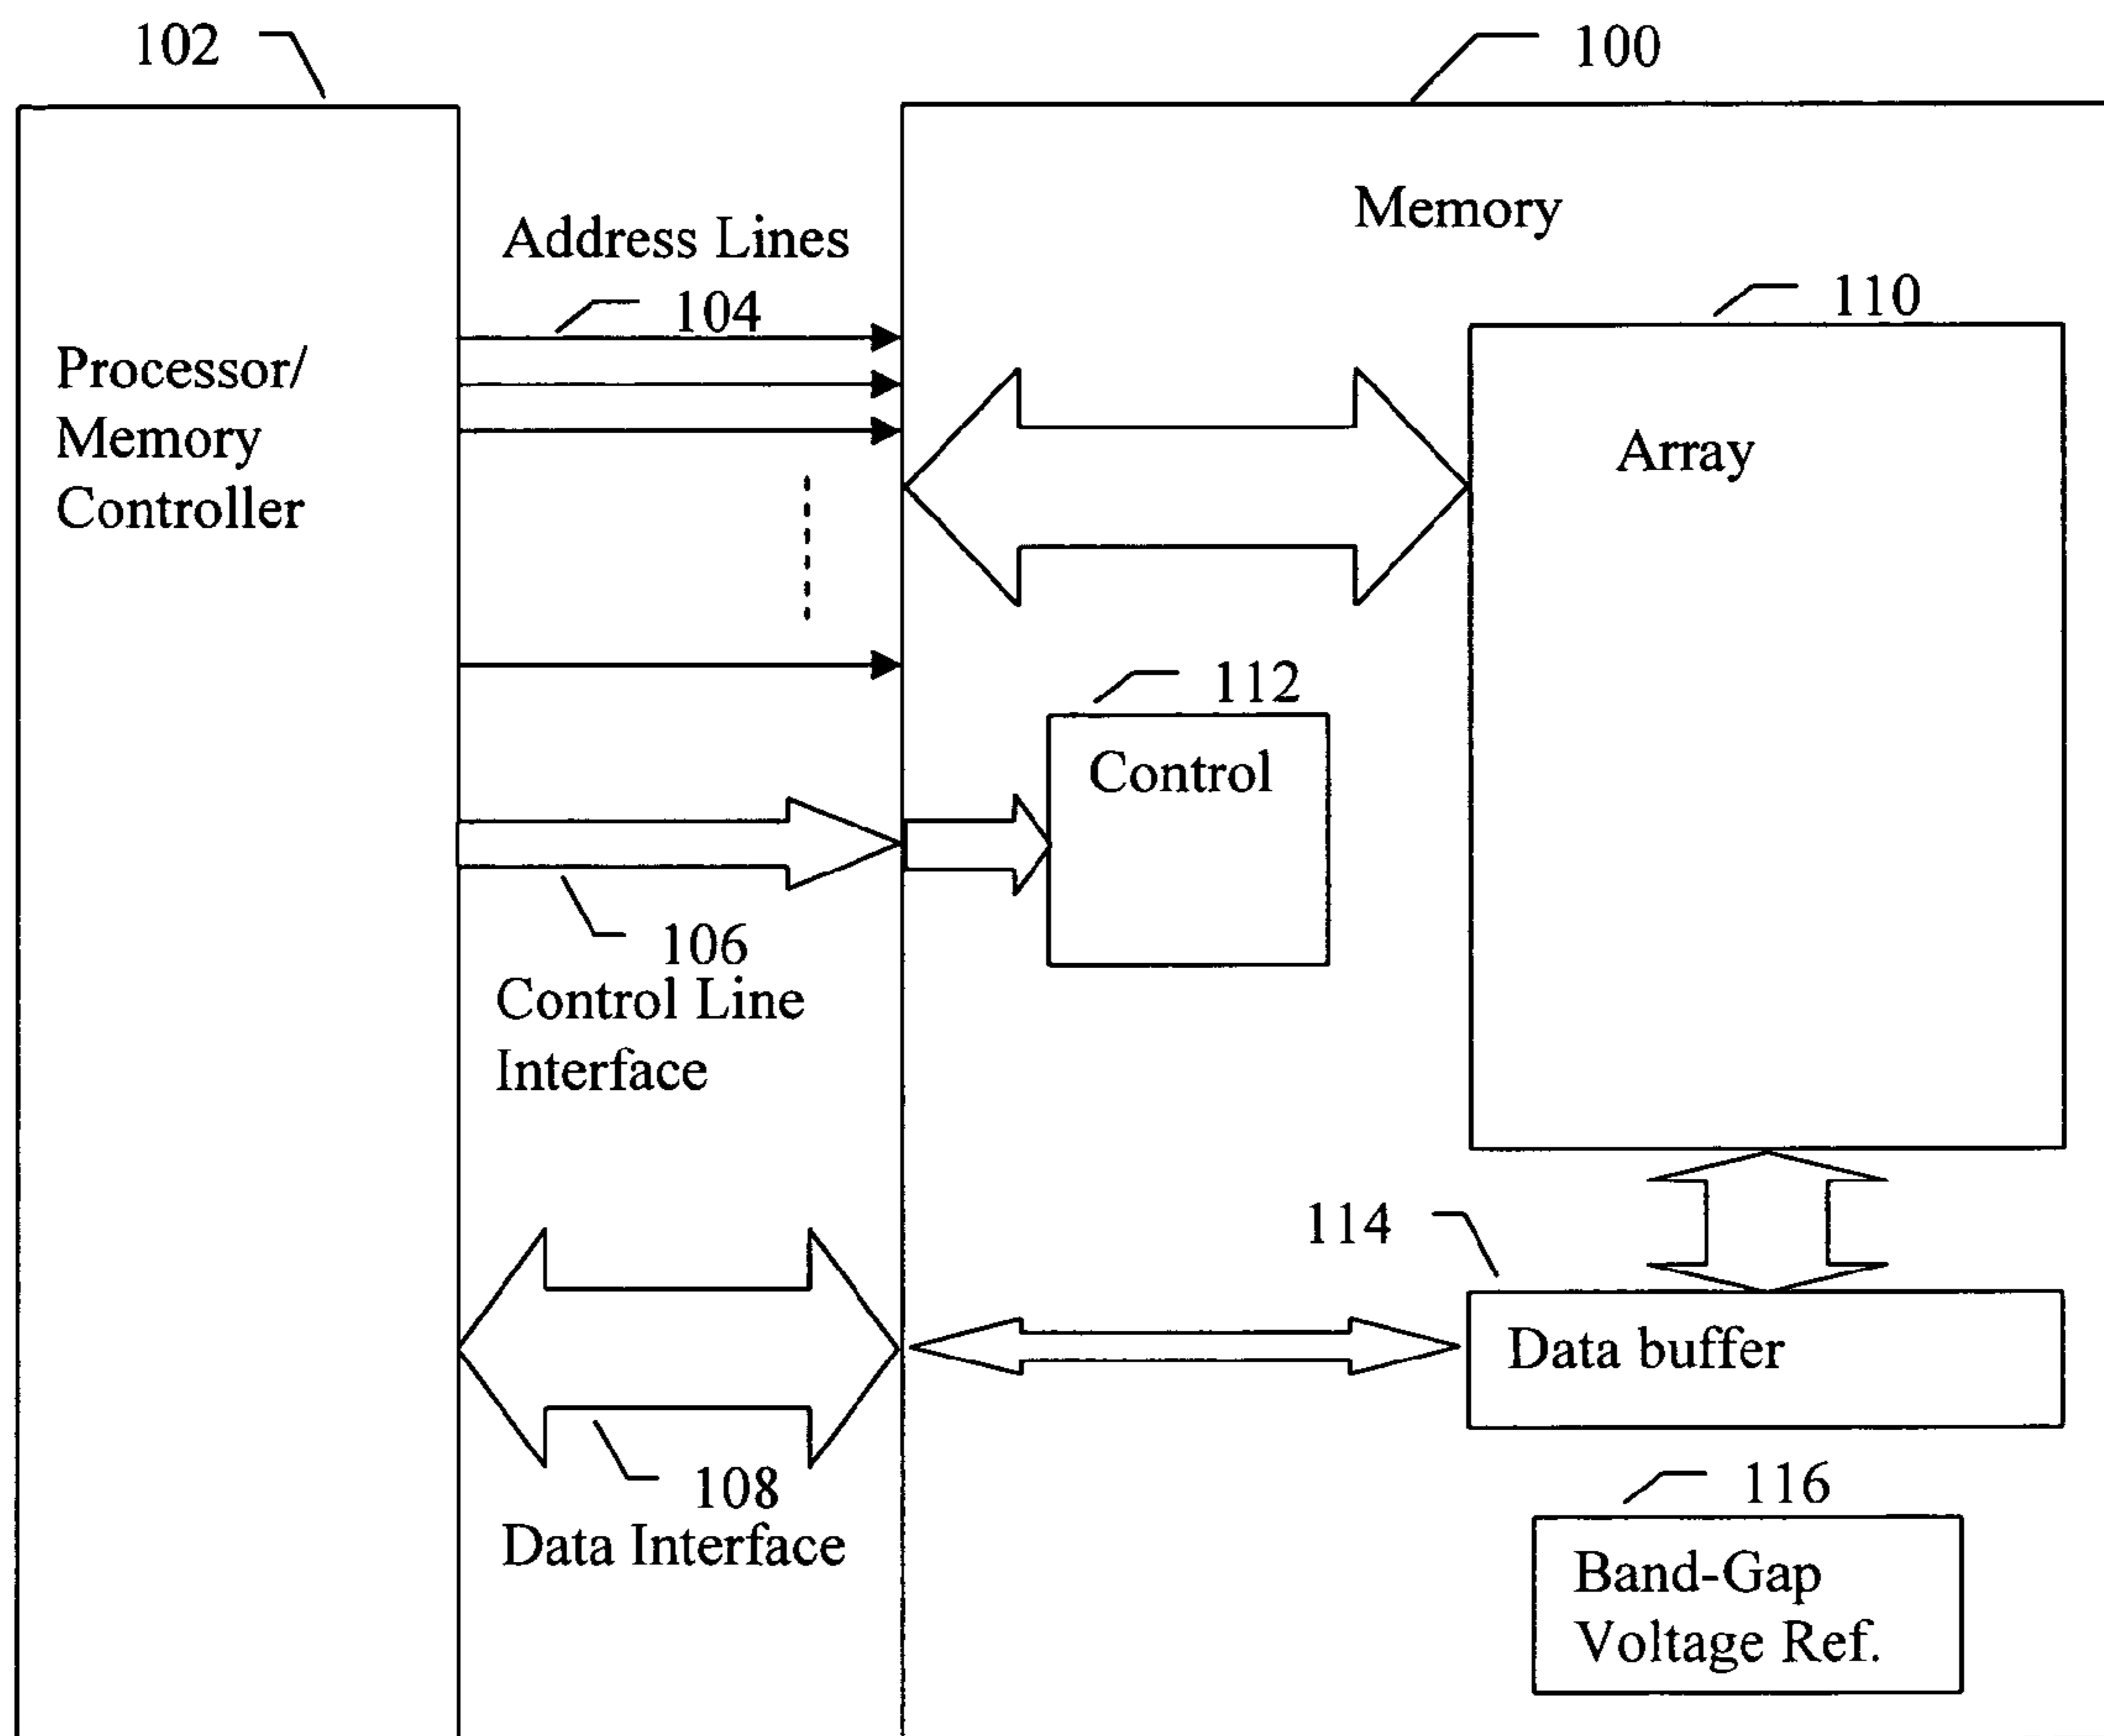 102
100
Memory
Address Lines
104
110
Processor/
Memory
Controller
Array
112
Control
106
Control Line
Interface
114
Data buffer
108
Data Interface
116
Band-Gap
Voltage Ref.